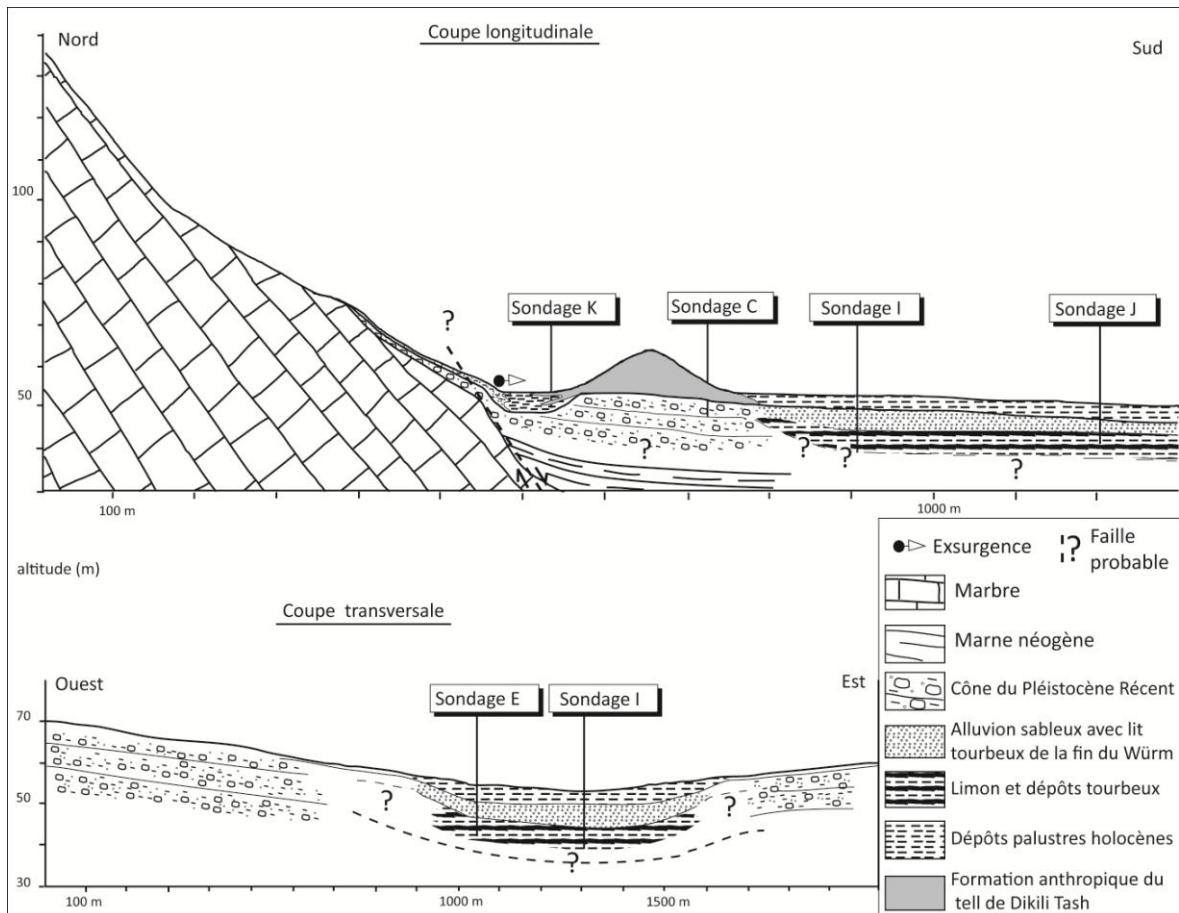 Coupe longitudinale
Nord
Sud
100
50
?
Sondage K
Sondage C
Sondage I
Sondage J
?
?
?
?
100 m
1000 m
altitude (m)
Coupe transversale
Ouest
Est
Sondage E
Sondage I
70
50
30
?
?
?
100 m
1000 m
1500 m
Exsurgence
?
Faille
probable
Marbre
Marne néogène
Cône du Pléistocène Récent
Alluvion sableux avec lit
tourbeux de la fin du Würm
Limon et dépôts tourbeux
Dépôts palustres holocènes
Formation anthropique du
tell de Dikili Tash